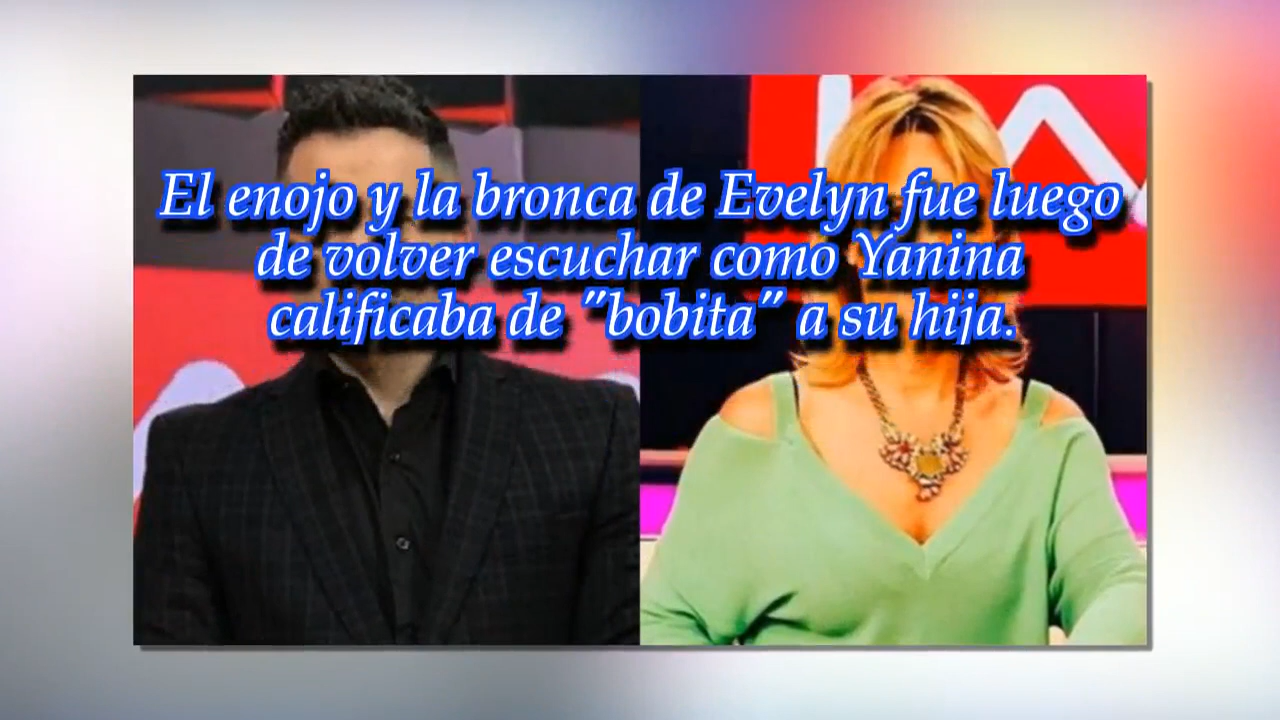 El enojo y la bronca de Evelyn fue luego
de volver escuchar como Yanina
calificaba de "bobita" a su hija.